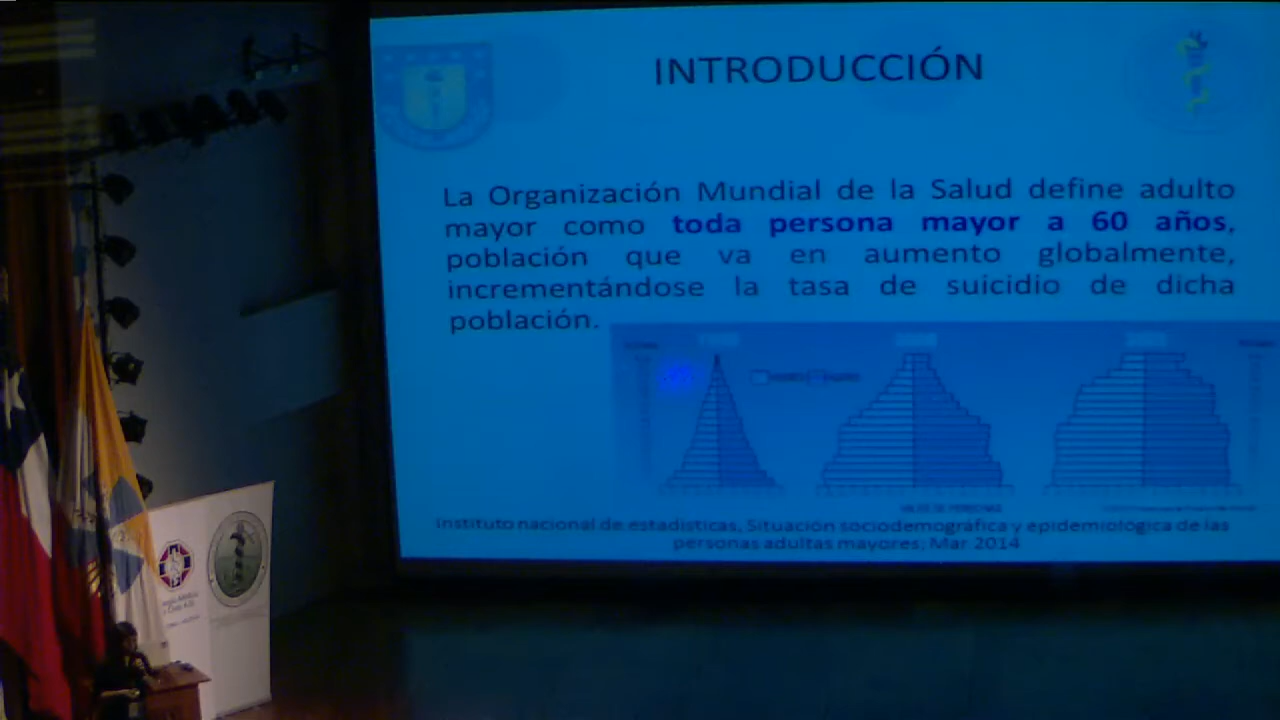 INTRODUCCIÓN
La Organización Mundial de la Salud define adulto
mayor como toda persona mayor a 60 años,
población que va en aumento globalmente,
incrementándose la tasa de suicidio de dicha
población.
Instituto nacional de estadísticas, Situación sociodemográfica y epidemiológica de las
personas adultas mayores; Mar 2014